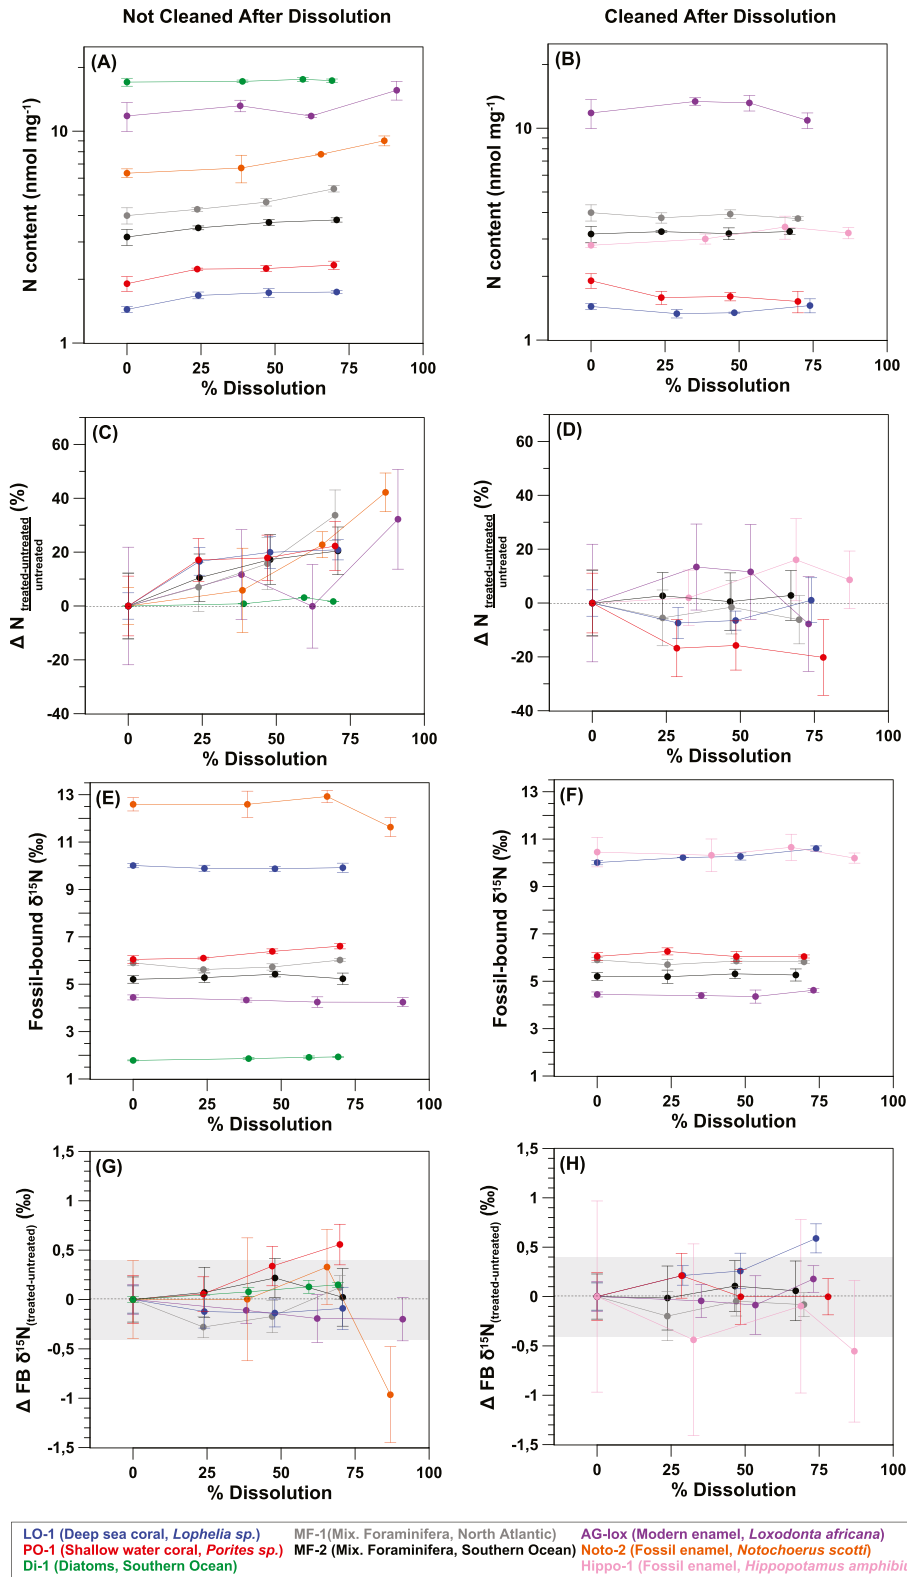 Not Cleaned After Dissolution
Cleaned After Dissolution
(A)
N content (nmol mg-1)
10
1
0 25 50 75 100
% Dissolution
(B)
N content (nmol mg-1)
10
1
0 25 50 75 100
% Dissolution
(C)
Δ N treated-untreated/untreated (%)
60
40
20
0
-20
-40
0 25 50 75 100
% Dissolution
(D)
Δ N treated-untreated/untreated (%)
60
40
20
0
-20
-40
0 25 50 75 100
% Dissolution
(E)
Fossil-bound δ15N (‰)
13
11
9
7
5
3
1
0 25 50 75 100
% Dissolution
(F)
Fossil-bound δ15N (‰)
13
11
9
7
5
3
1
0 25 50 75 100
% Dissolution
(G)
Δ FB δ15N(treated-untreated) (‰)
1,5
1
0,5
0
-0,5
-1
-1,5
0 25 50 75 100
% Dissolution
(H)
Δ FB δ15N(treated-untreated) (‰)
1,5
1
0,5
0
-0,5
-1
-1,5
0 25 50 75 100
% Dissolution
LO-1 (Deep sea coral, Lophelia sp.)
MF-1(Mix. Foraminifera, North Atlantic)
AG-lox (Modern enamel, Loxodonta africana)
PO-1 (Shallow water coral, Porites sp.)
MF-2 (Mix. Foraminifera, Southern Ocean)
Noto-2 (Fossil enamel, Notochoerus scotti)
Di-1 (Diatoms, Southern Ocean)
Hippo-1 (Fossil enamel, Hippopotamus amphibiu